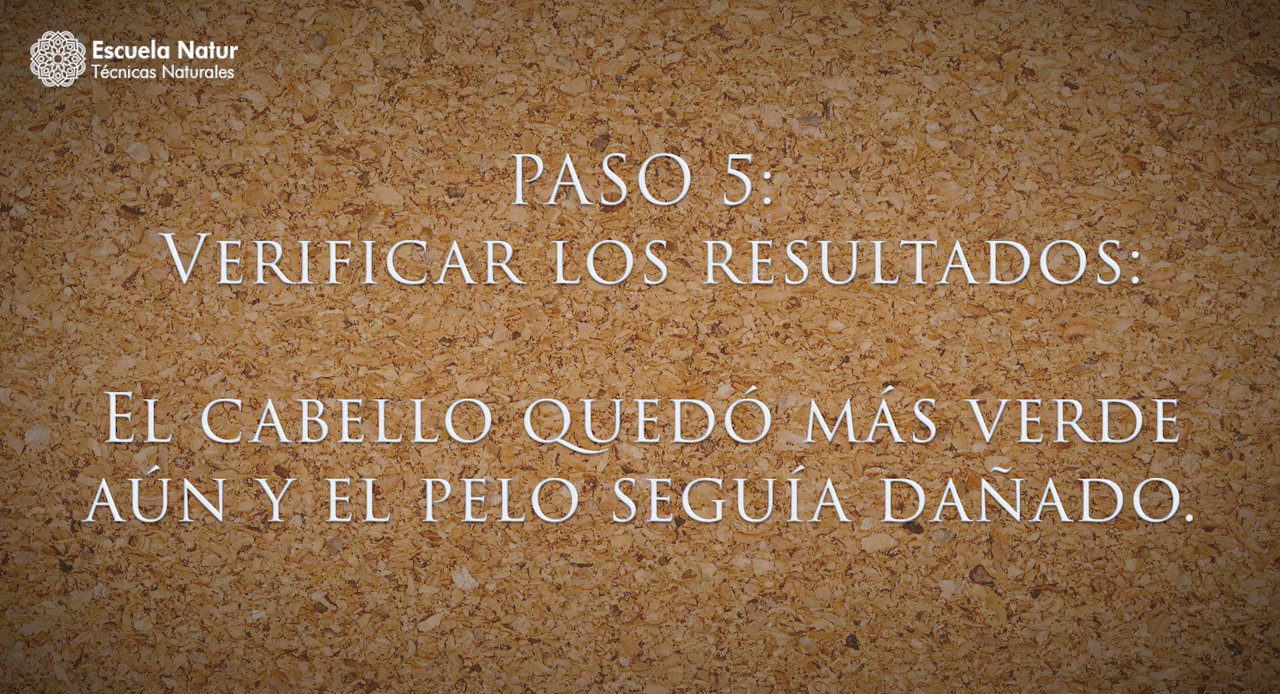 Escuela Natur
Técnicas Naturales
PASO 5:
VERIFICAR LOS RESULTADOS:
EL CABELLO QUEDÓ MÁS VERDE
AÚN Y EL PELO SEGUÍA DAÑADO.